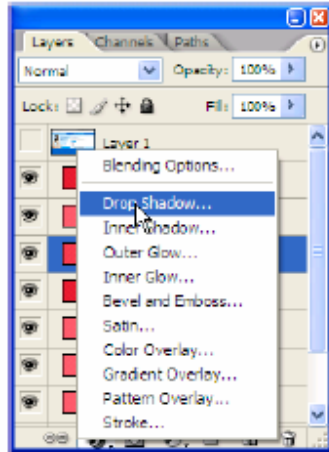 Layers Channels Paths
Normal Opacity: 100%
Lock: Fill: 100%
Layer 1
Blending Options...
Drop Shadow...
Inner Shadow...
Outer Glow...
Inner Glow...
Bevel and Emboss...
Satin...
Color Overlay...
Gradient Overlay...
Pattern Overlay...
Stroke...